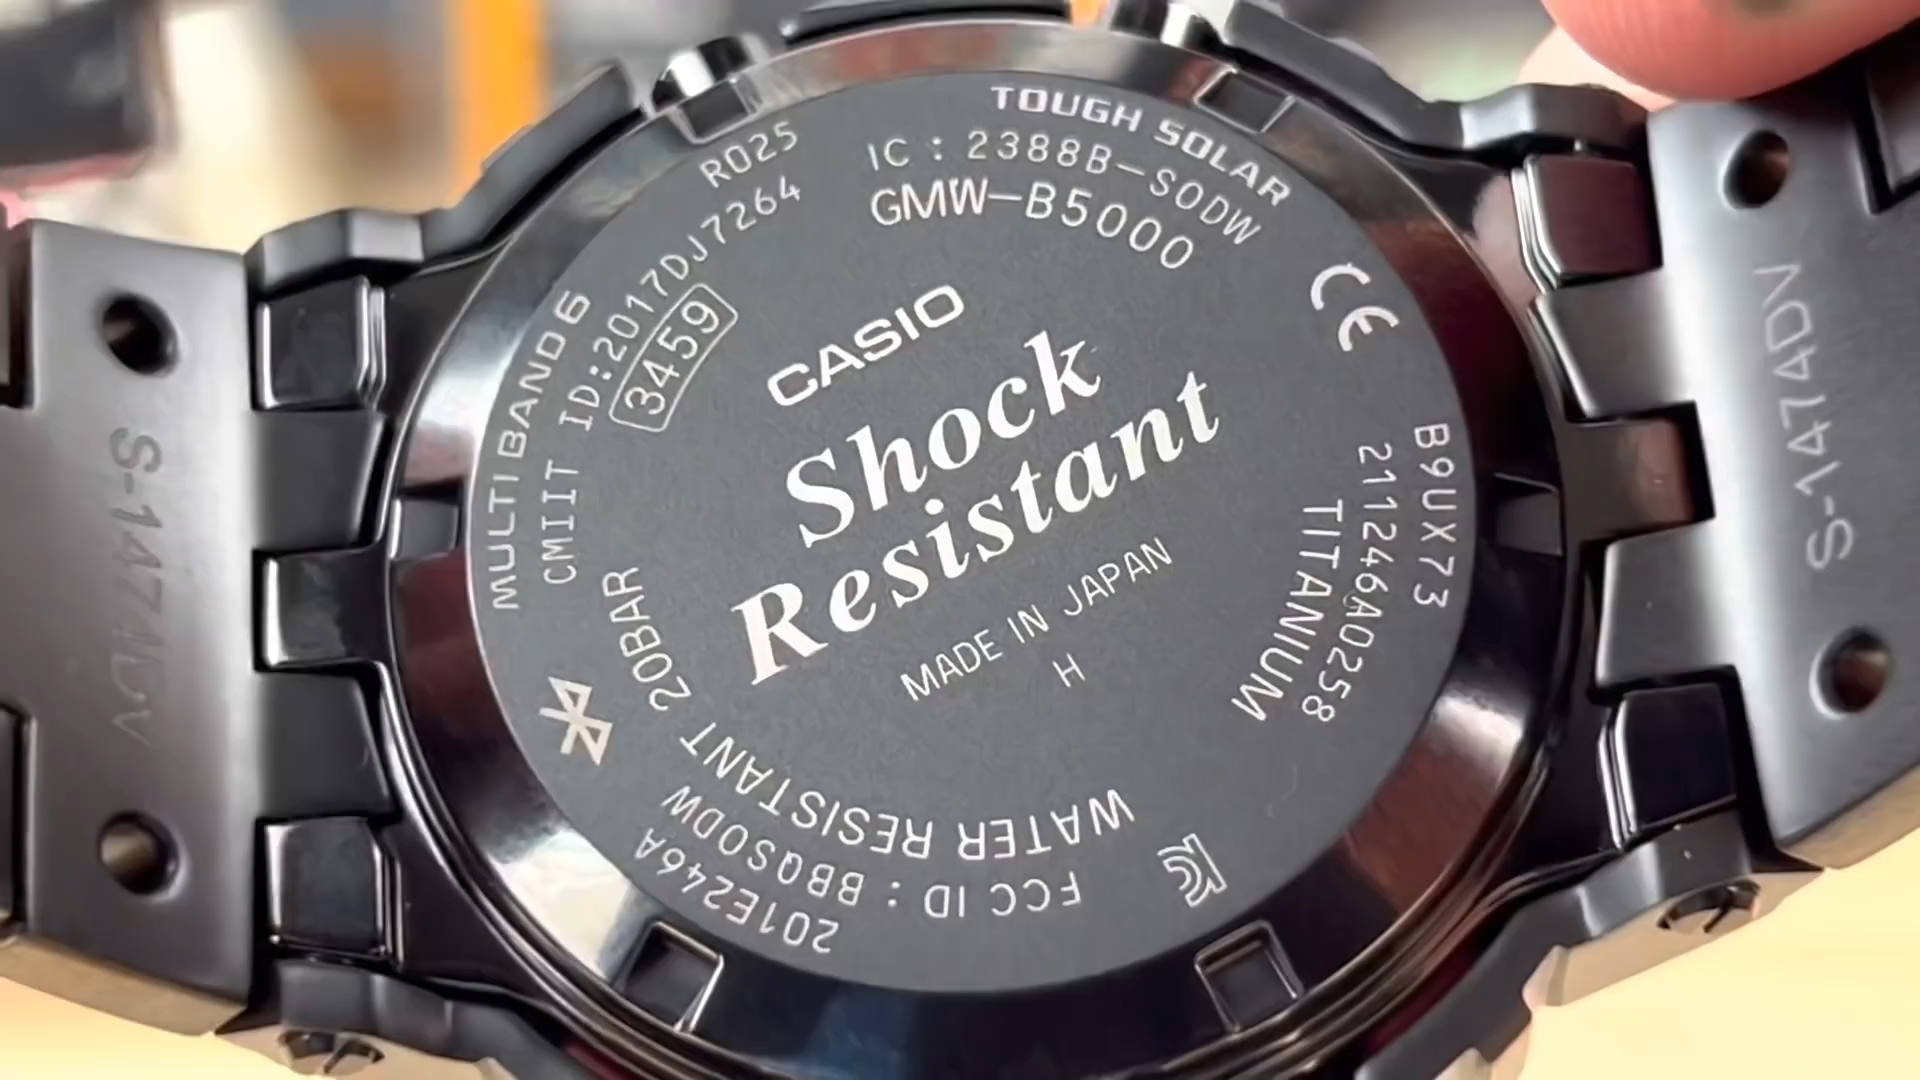 TOUGH SOLAR
IC : 2388B-SODW
GMW-B5000
R025
CMIIT ID:2017DJ7264
3459
MULTI BAND 6
CASIO
Shock
Resistant
MADE IN JAPAN
H
CE
B9UX73
211246A0258
TITANIUM
WATER RESISTANT 20BAR
FCC ID : BBQSODW
201E246A
S-1474DV
S-1474DV